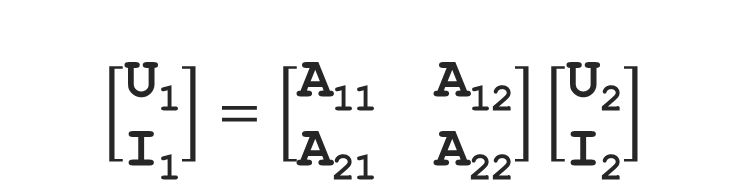 [U₁ = [A₁₁ A₁₂] [U₂
I₁] A₂₁ A₂₂ I₂]